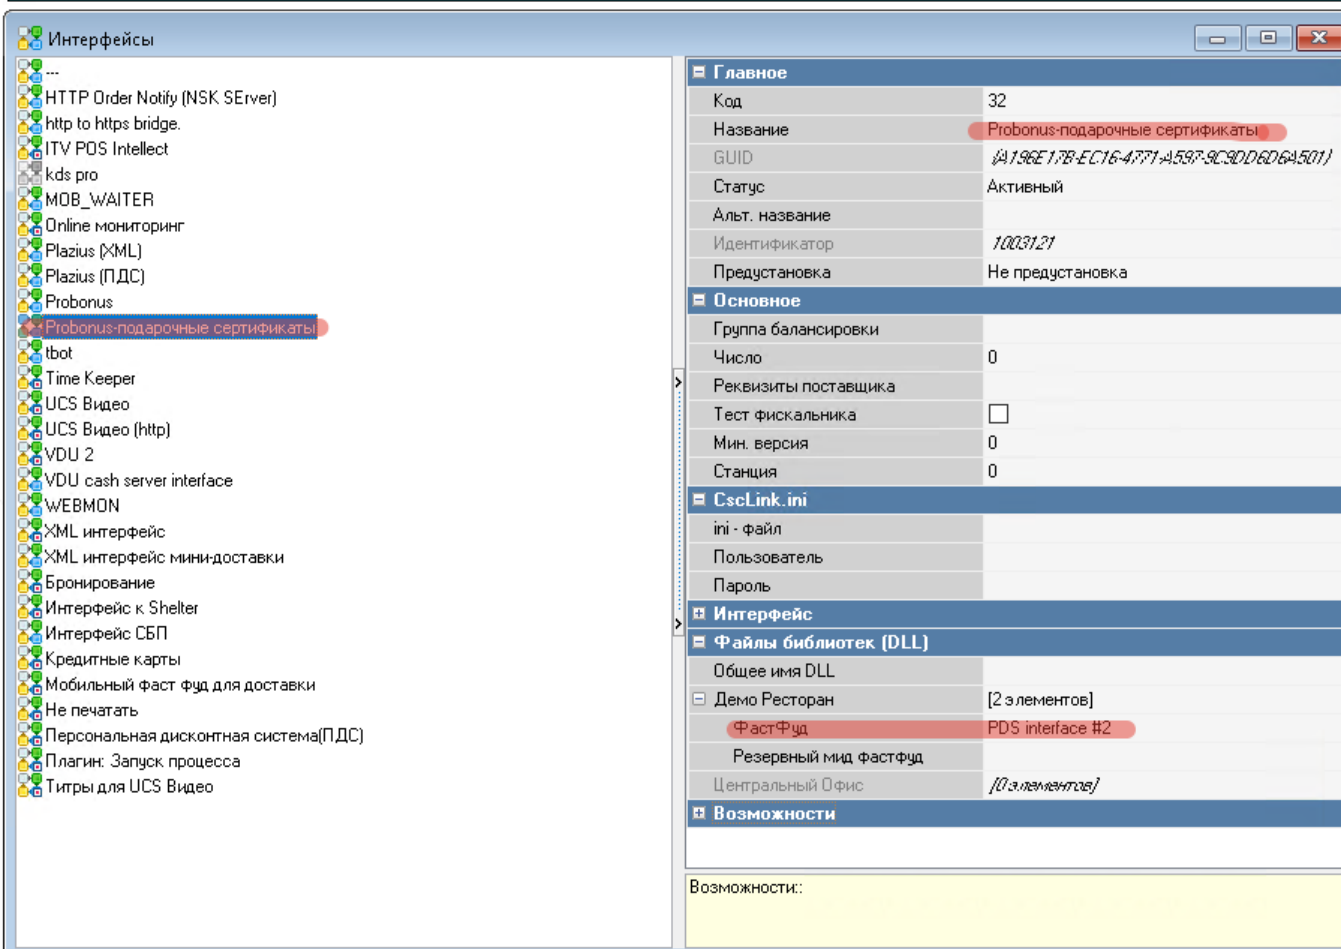 Интерфейсы
---
HTTP Order Notify (NSK SErver)
http to https bridge.
ITV POS Intellect
kds pro
MOB_WAITER
Online мониторинг
Plazius (XML)
Plazius (ПДС)
Probonus
Probonus-подарочные сертификаты
tbot
Time Keeper
UCS Видео
UCS Видео (http)
VDU 2
VDU cash server interface
WEBMON
XML интерфейс
XML интерфейс мини-доставки
Бронирование
Интерфейс к Shelter
Интерфейс СБП
Кредитные карты
Мобильный фаст фуд для доставки
Не печатать
Персональная дисконтная система(ПДС)
Плагин: Запуск процесса
Титры для UCS Видео
Главное
Код 32
Название Probonus-подарочные сертификаты
GUID {A196E17B-EC16-4771-A597-9C9DD6D6A501}
Статус Активный
Альт. название
Идентификатор 1003121
Предустановка Не предустановка
Основное
Группа балансировки
Число 0
Реквизиты поставщика
Тест фискальника
Мин. версия 0
Станция 0
CscLink.ini
ini - файл
Пользователь
Пароль
Интерфейс
Файлы библиотек (DLL)
Общее имя DLL
Демо Ресторан [2 элементов]
ФастФуд PDS interface #2
Резервный мид фастфуд
Центральный Офис [0 элементов]
Возможности
Возможности::